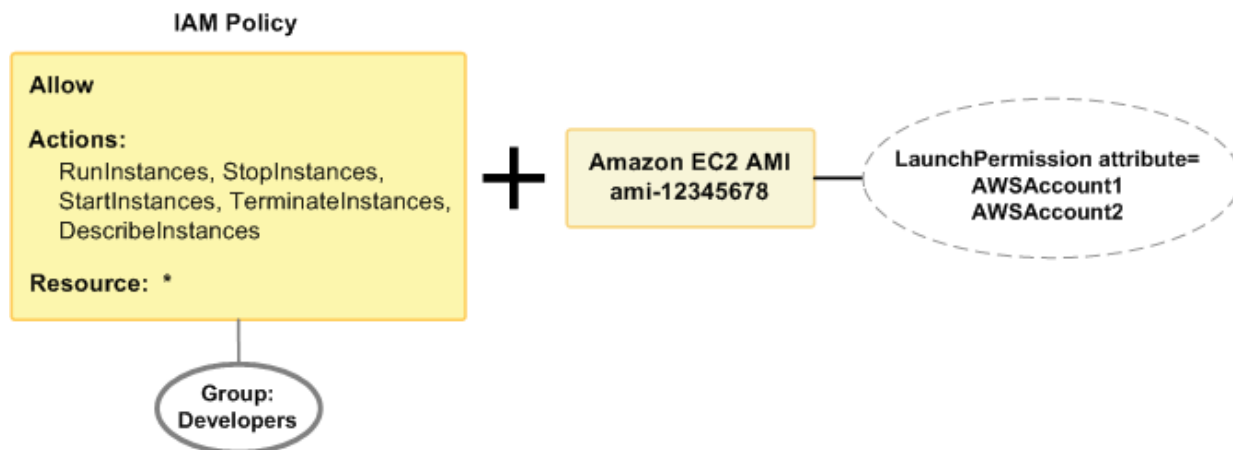 IAM Policy
Allow
Actions:
RunInstances, StopInstances,
StartInstances, TerminateInstances,
DescribeInstances
Resource: *
Group:
Developers
Amazon EC2 AMI
ami-12345678
LaunchPermission attribute=
AWSAccount1
AWSAccount2